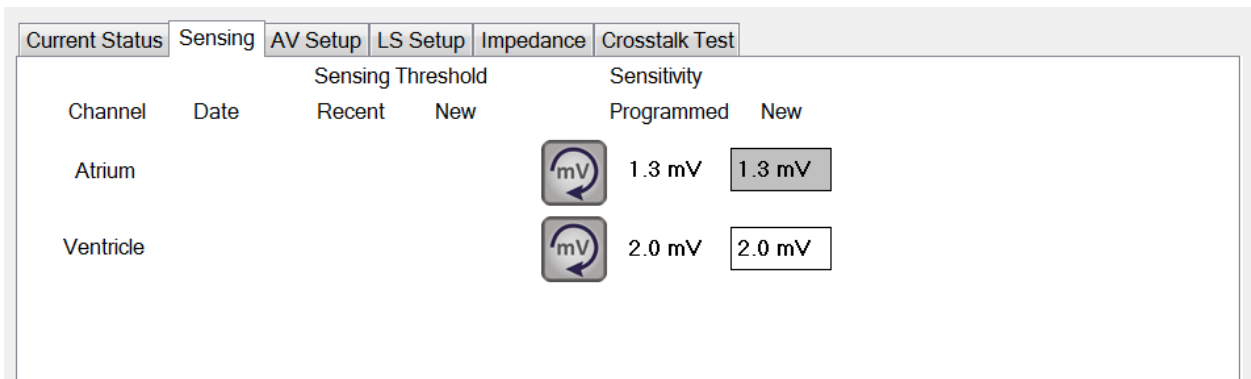 Current Status Sensing AV Setup LS Setup Impedance Crosstalk Test
Sensing Threshold Sensitivity
Channel Date Recent New Programmed New
Atrium mV 1.3 mV 1.3 mV
Ventricle mV 2.0 mV 2.0 mV